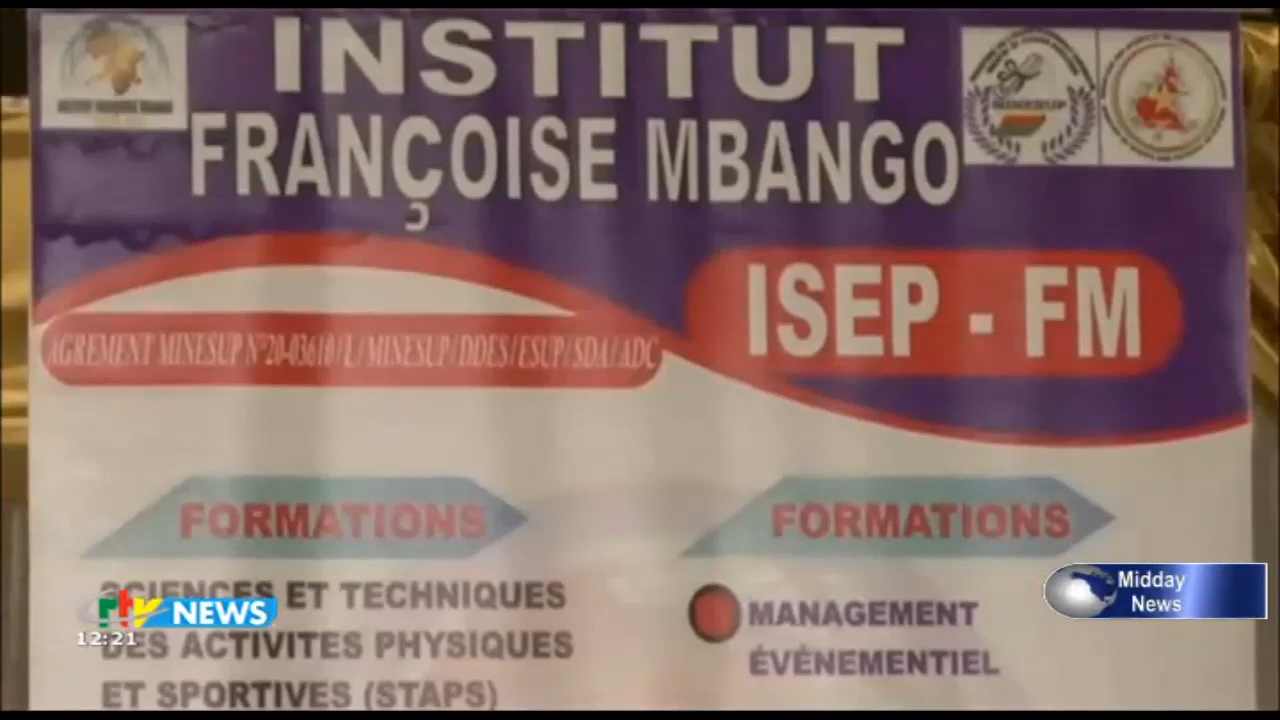 INSTITUT
FRANÇOISE MBANGO
ISEP - FM
AGREMENT MINESUP N°20-03610/L/MINESUP/DDES/ESUP/SDA/ADC
FORMATIONS
SCIENCES ET TECHNIQUES
DES ACTIVITES PHYSIQUES
ET SPORTIVES (STAPS)
FORMATIONS
MANAGEMENT
ÉVÉNEMENTIEL
rtv NEWS
12:21
Midday
News